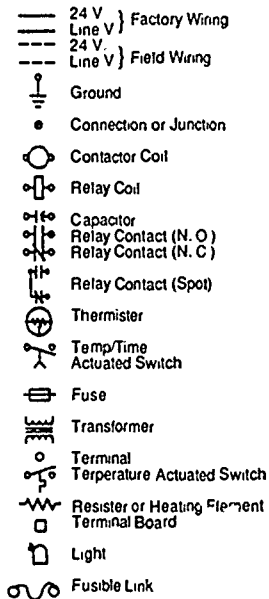 24 V
Line V } Factory Wiring
24 V
Line V } Field Wiring
Ground
Connection or Junction
Contactor Coil
Relay Coil
Capacitor
Relay Contact (N.O)
Relay Contact (N.C)
Relay Contact (Spot)
Thermister
Temp/Time
Actuated Switch
Fuse
Transformer
Terminal
Terperature Actuated Switch
Resister or Heating Element
Terminal Board
Light
Fusible Link